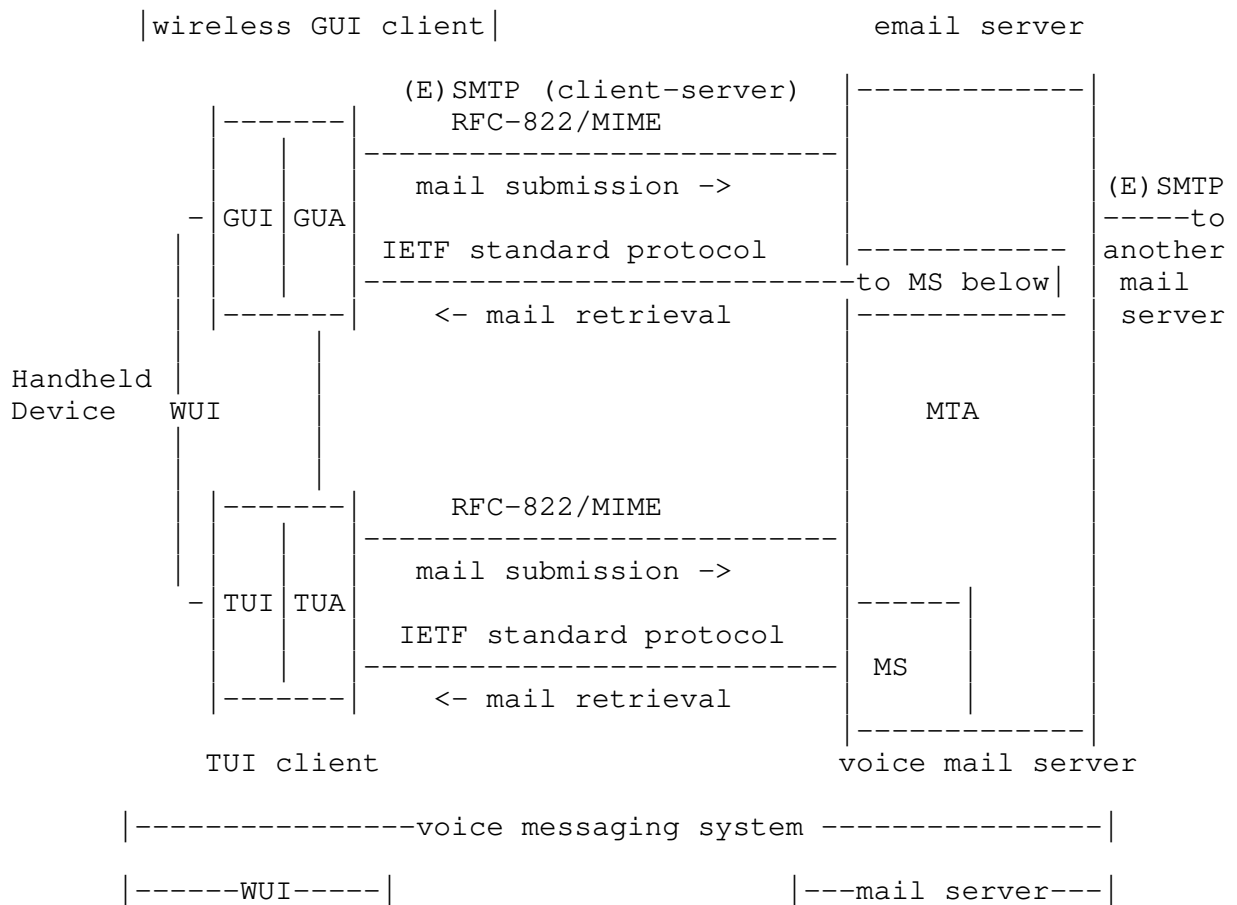 |wireless GUI client| email server
(E)SMTP (client-server) |-------------|
|-------| RFC-822/MIME
|---------------------------|
mail submission -> (E)SMTP
-|GUI|GUA| -----to
IETF standard protocol |------------ another
|----------------------------to MS below| mail
|-------| <- mail retrieval |------------ server
Handheld
Device WUI MTA
|-------| RFC-822/MIME
|---------------------------|
mail submission ->
-|TUI|TUA| |------|
IETF standard protocol
|---------------------------| MS
|-------| <- mail retrieval
|-------------|
TUI client voice mail server
|----------------voice messaging system ----------------|
|------WUI-----| |---mail server---|